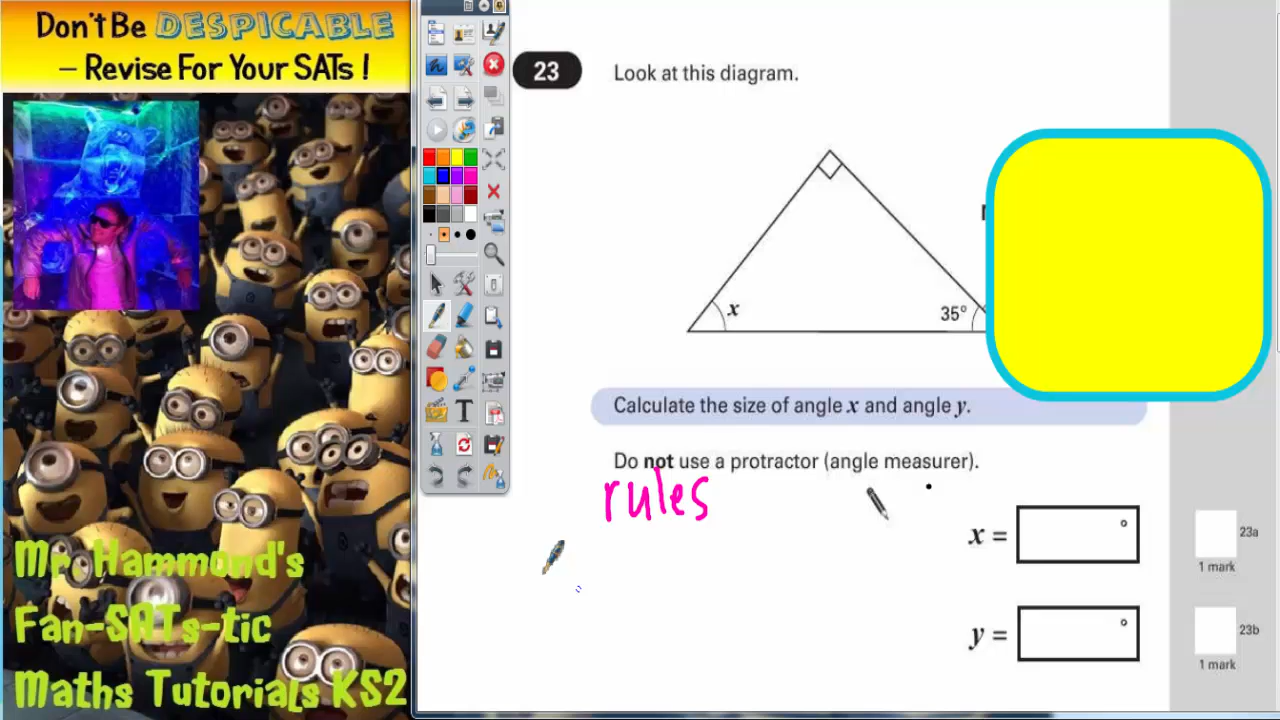 Don't Be DESPICABLE
– Revise For Your SATs !
Mr. Hammond's
Fan-SATs-tic
Maths Tutorials KS2
23
Look at this diagram.
x
35°
Calculate the size of angle x and angle y.
Do not use a protractor (angle measurer).
rules
x = °
23a
1 mark
y = °
23b
1 mark